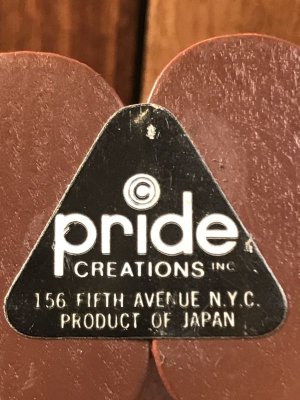 ©
pride
CREATIONS INC
156 FIFTH AVENUE N.Y.C.
PRODUCT OF JAPAN